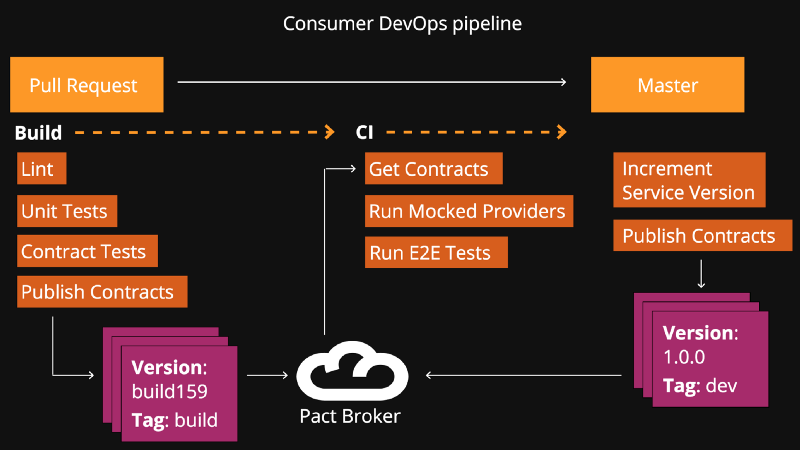 Consumer DevOps pipeline
Pull Request
Master
Build
CI
Lint
Unit Tests
Contract Tests
Publish Contracts
Get Contracts
Run Mocked Providers
Run E2E Tests
Increment
Service Version
Publish Contracts
Version:
build159
Tag: build
Pact Broker
Version:
1.0.0
Tag: dev